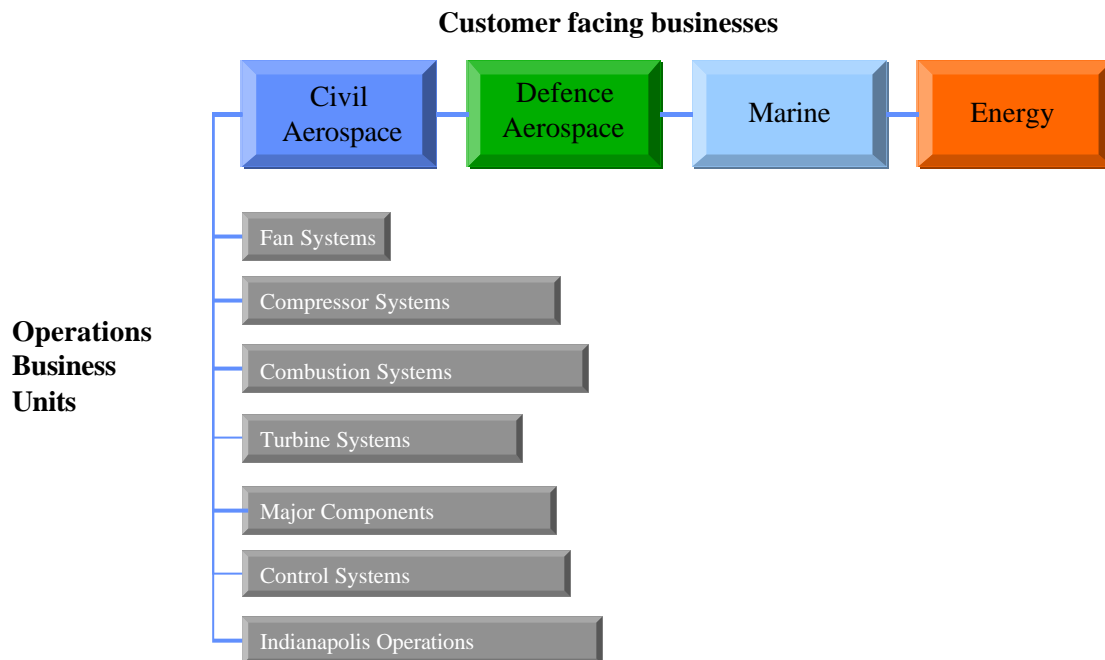 Customer facing businesses
Civil
Aerospace
Defence
Aerospace
Marine
Energy
Operations
Business
Units
Fan Systems
Compressor Systems
Combustion Systems
Turbine Systems
Major Components
Control Systems
Indianapolis Operations